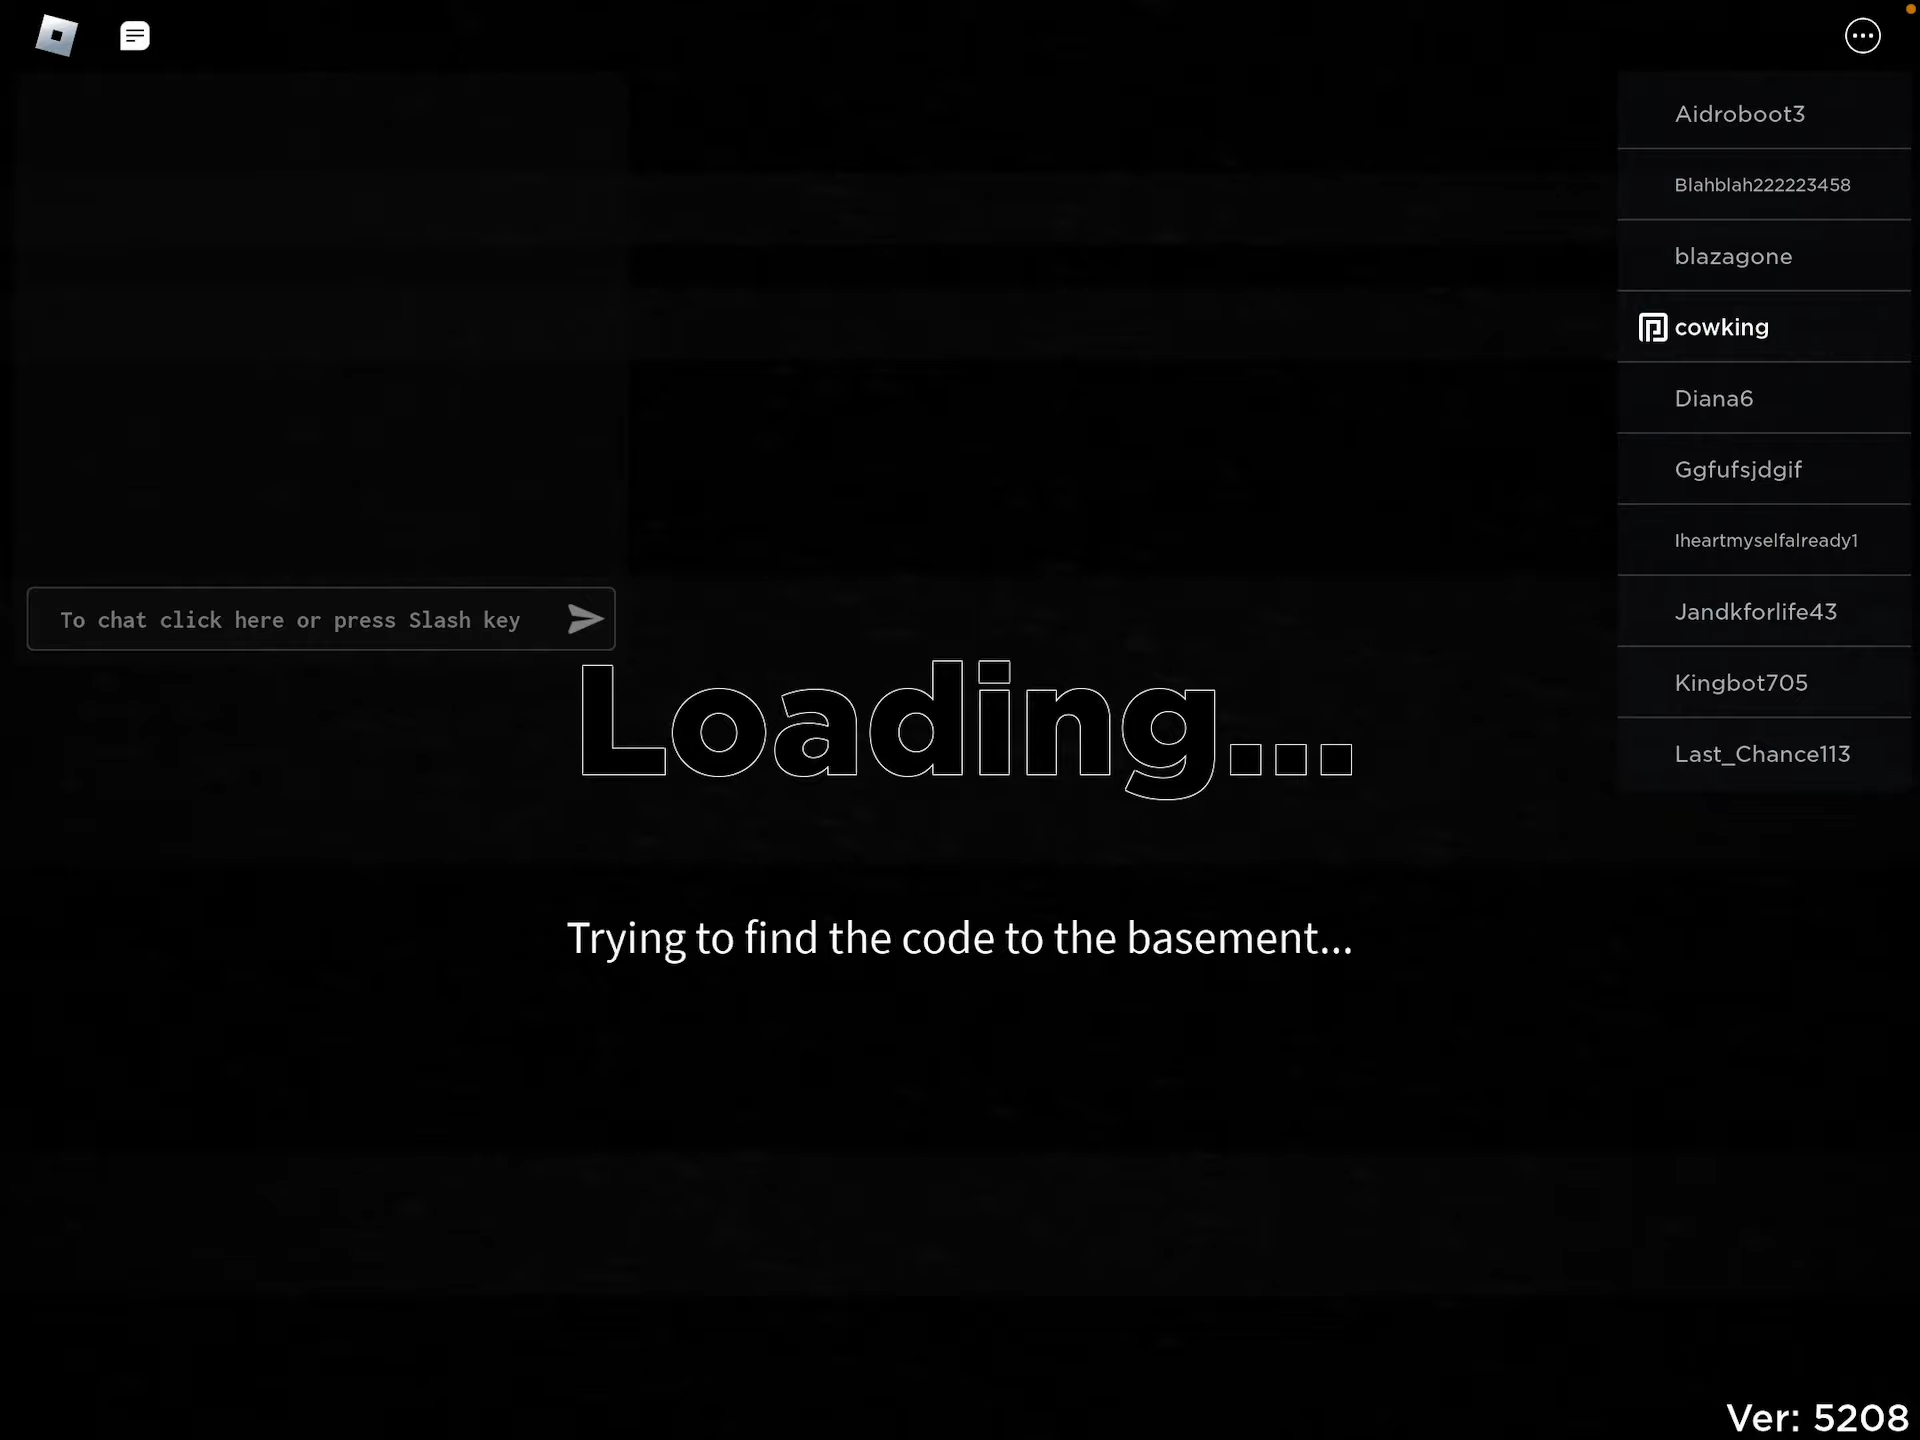 Aidroboot3
Blahblah222223458
blazagone
cowking
Diana6
Ggfufsjdgif
Iheartmyselfalready1
Jandkforlife43
Kingbot705
Last_Chance113
To chat click here or press Slash key
Loading...
Trying to find the code to the basement...
Ver: 5208